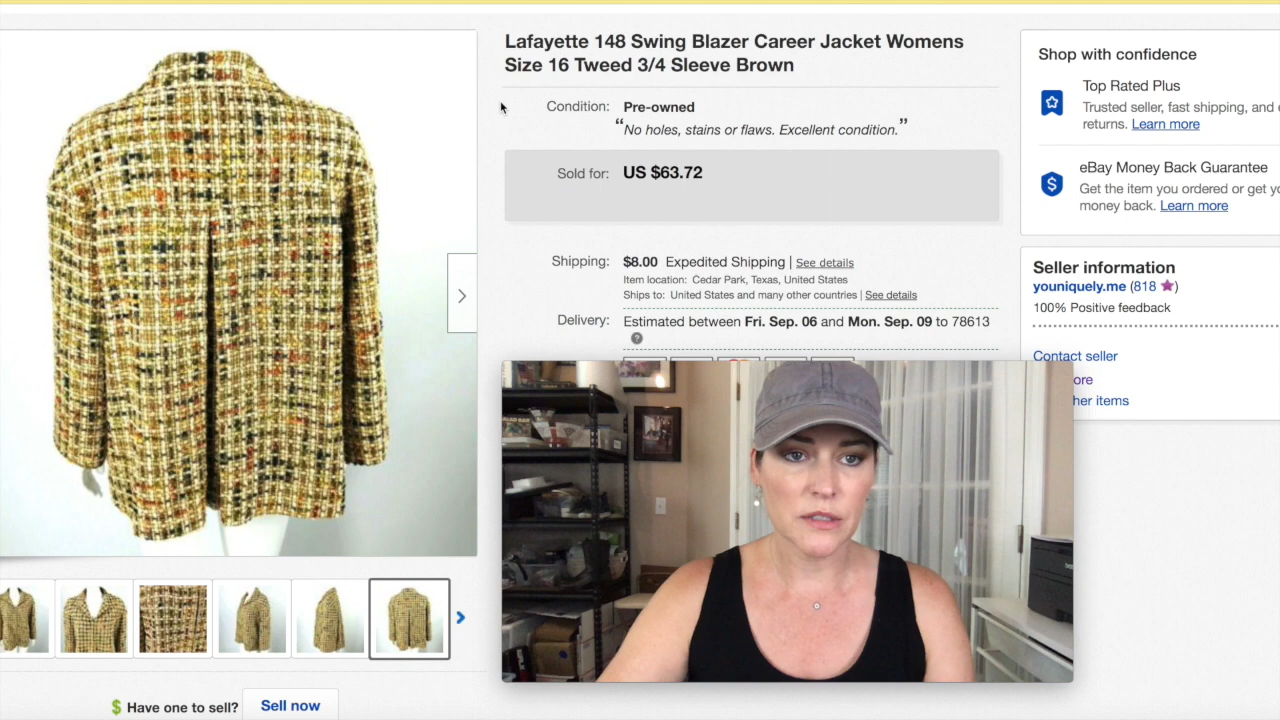 Lafayette 148 Swing Blazer Career Jacket Womens
Size 16 Tweed 3/4 Sleeve Brown
Condition: Pre-owned
“No holes, stains or flaws. Excellent condition.”
Sold for: US $63.72
Shipping: $8.00 Expedited Shipping | See details
Item location: Cedar Park, Texas, United States
Ships to: United States and many other countries | See details
Delivery: Estimated between Fri. Sep. 06 and Mon. Sep. 09 to 78613
?
Shop with confidence
Top Rated Plus
Trusted seller, fast shipping, and
returns. Learn more
eBay Money Back Guarantee
Get the item you ordered or get
money back. Learn more
Seller information
youniquely.me (818)
100% Positive feedback
Contact seller
ore
her items
$ Have one to sell? Sell now